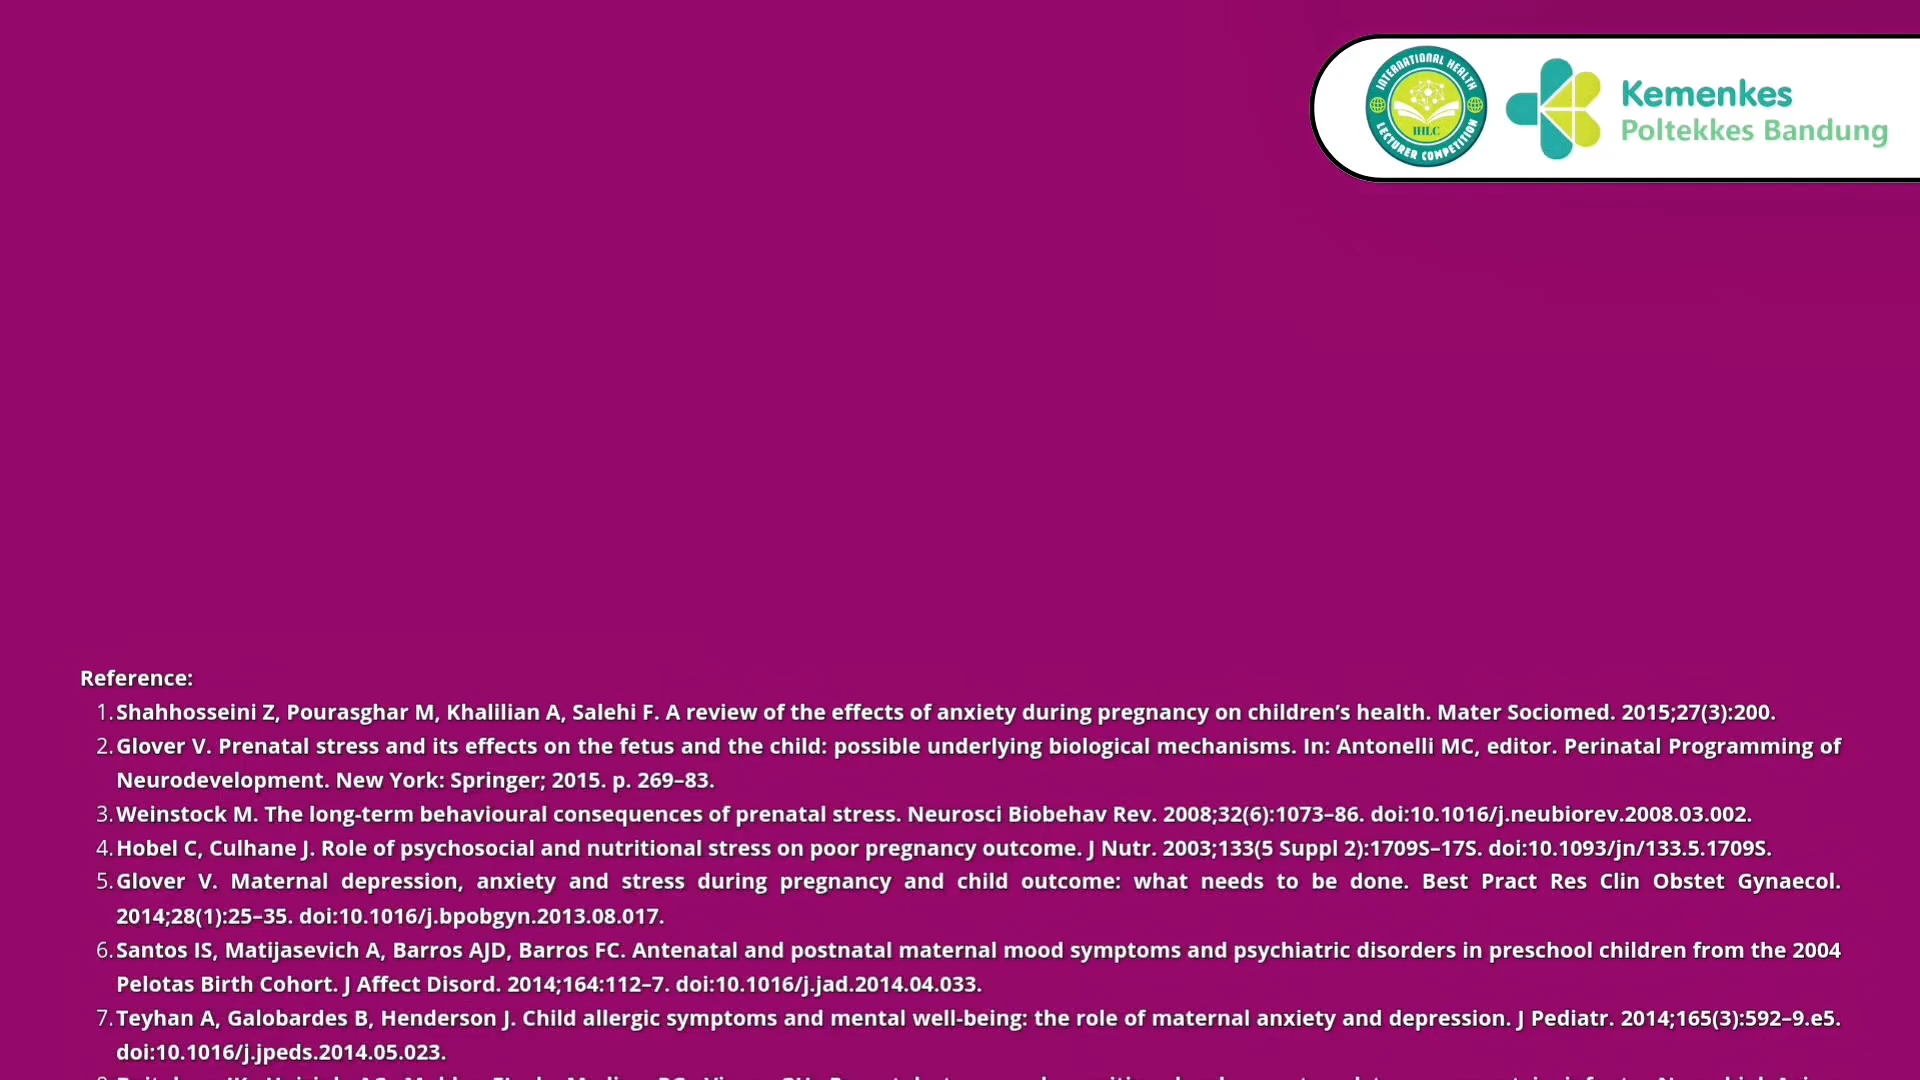 INTERNATIONAL HEALTH
IHLC
LECTURER COMPETITION
Kemenkes
Poltekkes Bandung
Reference:
1. Shahhosseini Z, Pourasghar M, Khalilian A, Salehi F. A review of the effects of anxiety during pregnancy on children’s health. Mater Sociomed. 2015;27(3):200.
2. Glover V. Prenatal stress and its effects on the fetus and the child: possible underlying biological mechanisms. In: Antonelli MC, editor. Perinatal Programming of
Neurodevelopment. New York: Springer; 2015. p. 269–83.
3. Weinstock M. The long-term behavioural consequences of prenatal stress. Neurosci Biobehav Rev. 2008;32(6):1073–86. doi:10.1016/j.neubiorev.2008.03.002.
4. Hobel C, Culhane J. Role of psychosocial and nutritional stress on poor pregnancy outcome. J Nutr. 2003;133(5 Suppl 2):1709S–17S. doi:10.1093/jn/133.5.1709S.
5. Glover V. Maternal depression, anxiety and stress during pregnancy and child outcome: what needs to be done. Best Pract Res Clin Obstet Gynaecol.
2014;28(1):25–35. doi:10.1016/j.bpobgyn.2013.08.017.
6. Santos IS, Matijasevich A, Barros AJD, Barros FC. Antenatal and postnatal maternal mood symptoms and psychiatric disorders in preschool children from the 2004
Pelotas Birth Cohort. J Affect Disord. 2014;164:112–7. doi:10.1016/j.jad.2014.04.033.
7. Teyhan A, Galobardes B, Henderson J. Child allergic symptoms and mental well-being: the role of maternal anxiety and depression. J Pediatr. 2014;165(3):592–9.e5.
doi:10.1016/j.jpeds.2014.05.023.